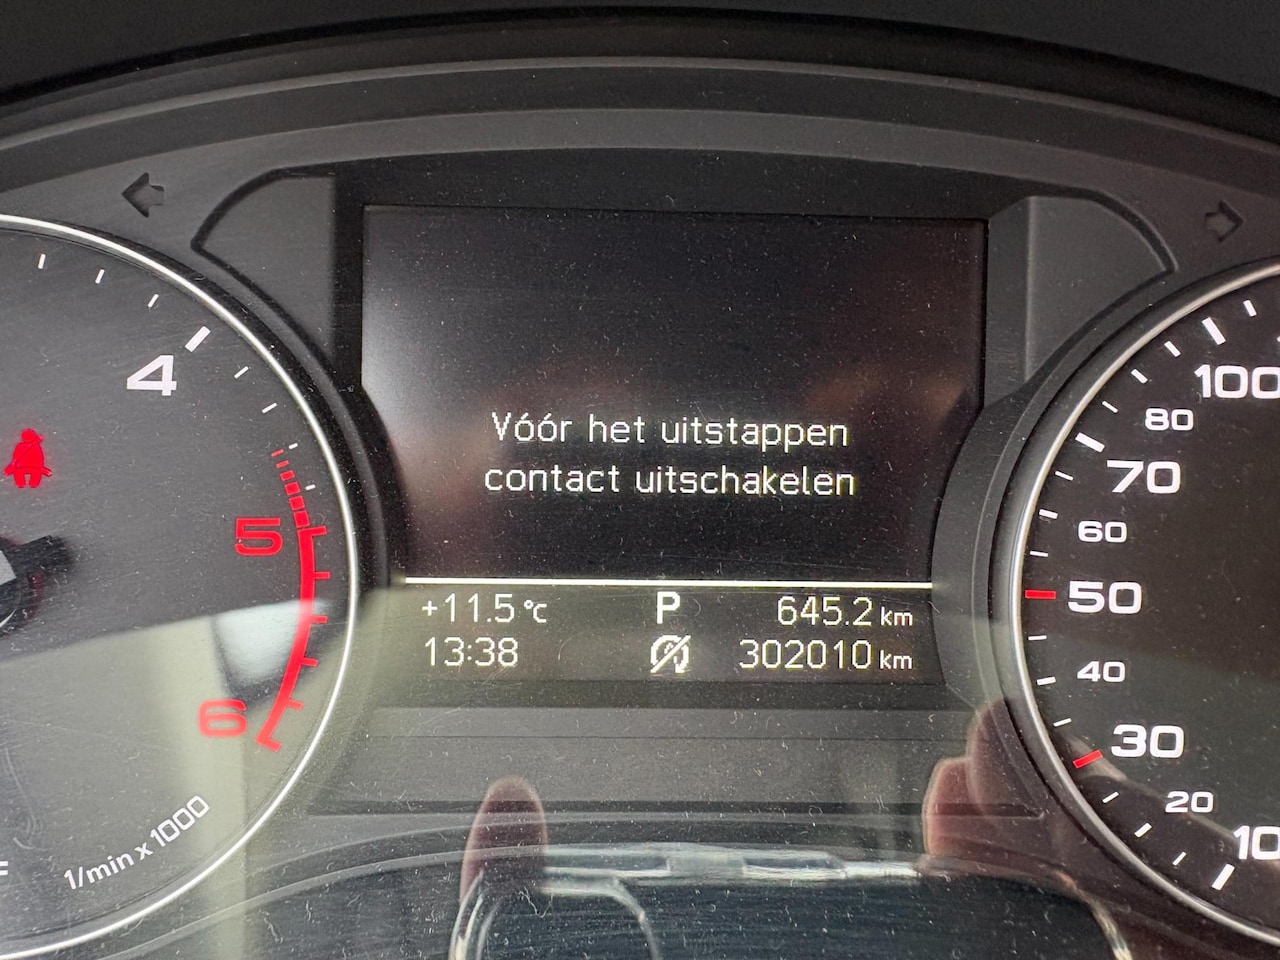 4
5
6
1/min x 1000
Vóór het uitstappen
contact uitschakelen
+11.5 °C P 645.2 km
13:38 302010 km
100
80
70
60
50
40
30
20
10